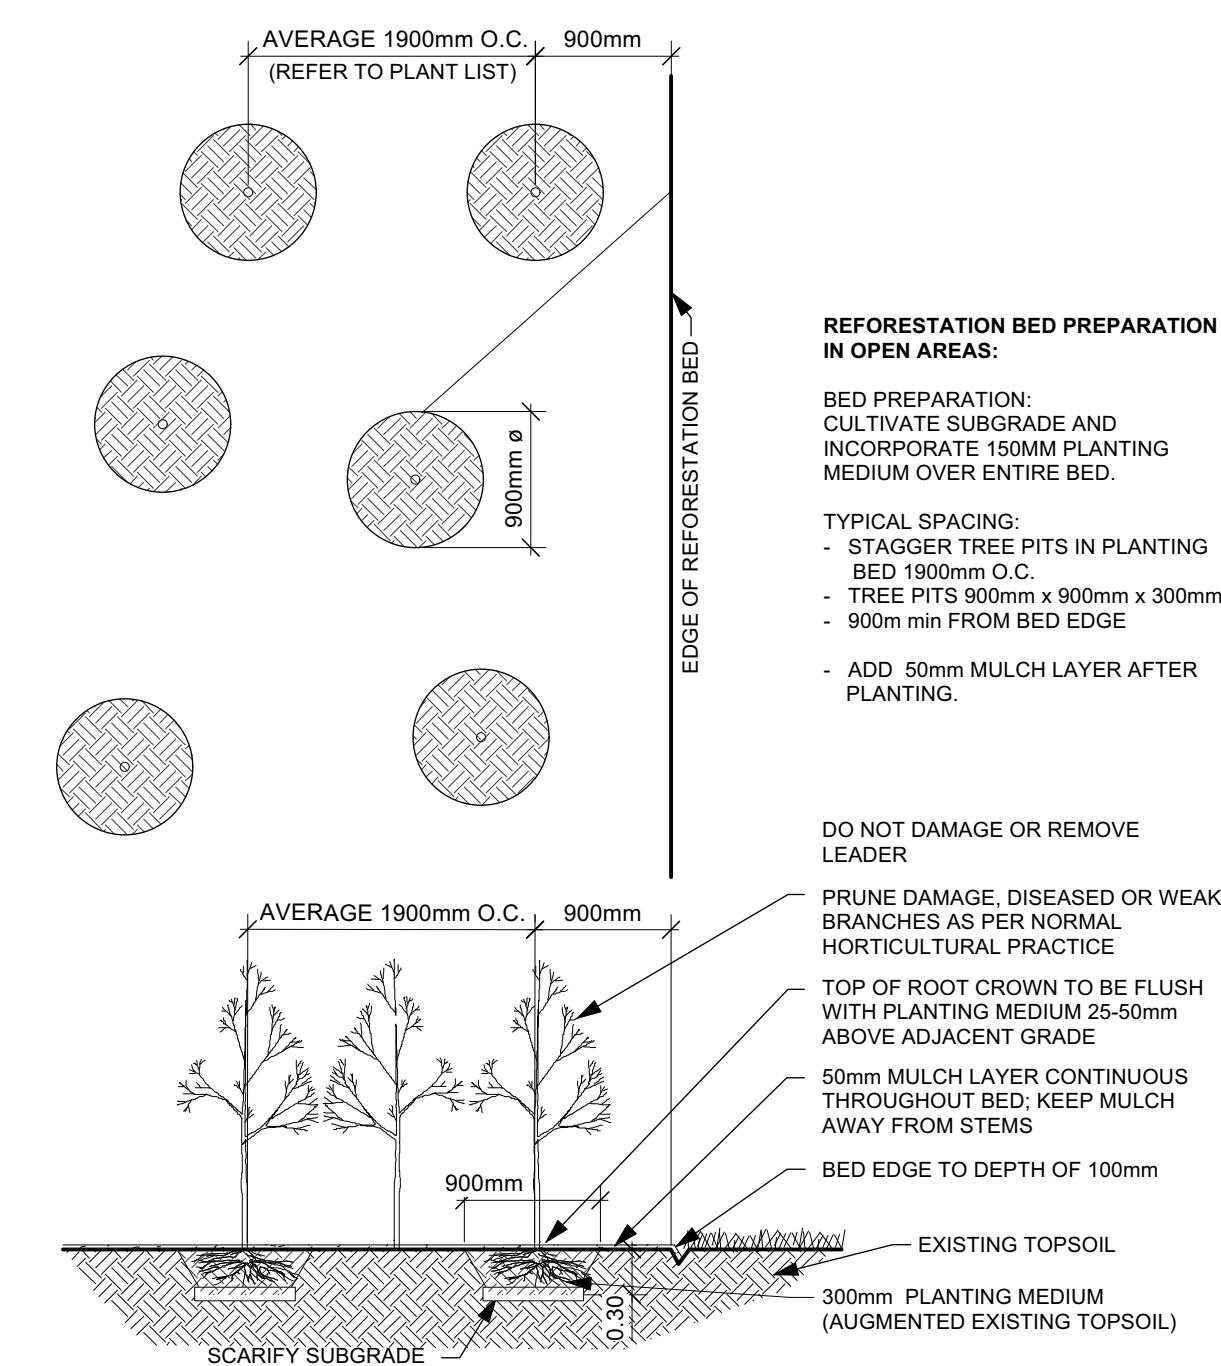 AVERAGE 1900mm O.C.
900mm
(REFER TO PLANT LIST)
EDGE OF REFORESTATION BED
900mm ø
REFORESTATION BED PREPARATION
IN OPEN AREAS:
BED PREPARATION:
CULTIVATE SUBGRADE AND
INCORPORATE 150MM PLANTING
MEDIUM OVER ENTIRE BED.
TYPICAL SPACING:
- STAGGER TREE PITS IN PLANTING
BED 1900mm O.C.
- TREE PITS 900mm x 900mm x 300mm
- 900m min FROM BED EDGE
- ADD 50mm MULCH LAYER AFTER
PLANTING.
DO NOT DAMAGE OR REMOVE
LEADER
PRUNE DAMAGE, DISEASED OR WEAK
BRANCHES AS PER NORMAL
HORTICULTURAL PRACTICE
TOP OF ROOT CROWN TO BE FLUSH
WITH PLANTING MEDIUM 25-50mm
ABOVE ADJACENT GRADE
50mm MULCH LAYER CONTINUOUS
THROUGHOUT BED; KEEP MULCH
AWAY FROM STEMS
BED EDGE TO DEPTH OF 100mm
EXISTING TOPSOIL
300mm PLANTING MEDIUM
(AUGMENTED EXISTING TOPSOIL)
AVERAGE 1900mm O.C.
900mm
900mm
0.30
SCARIFY SUBGRADE